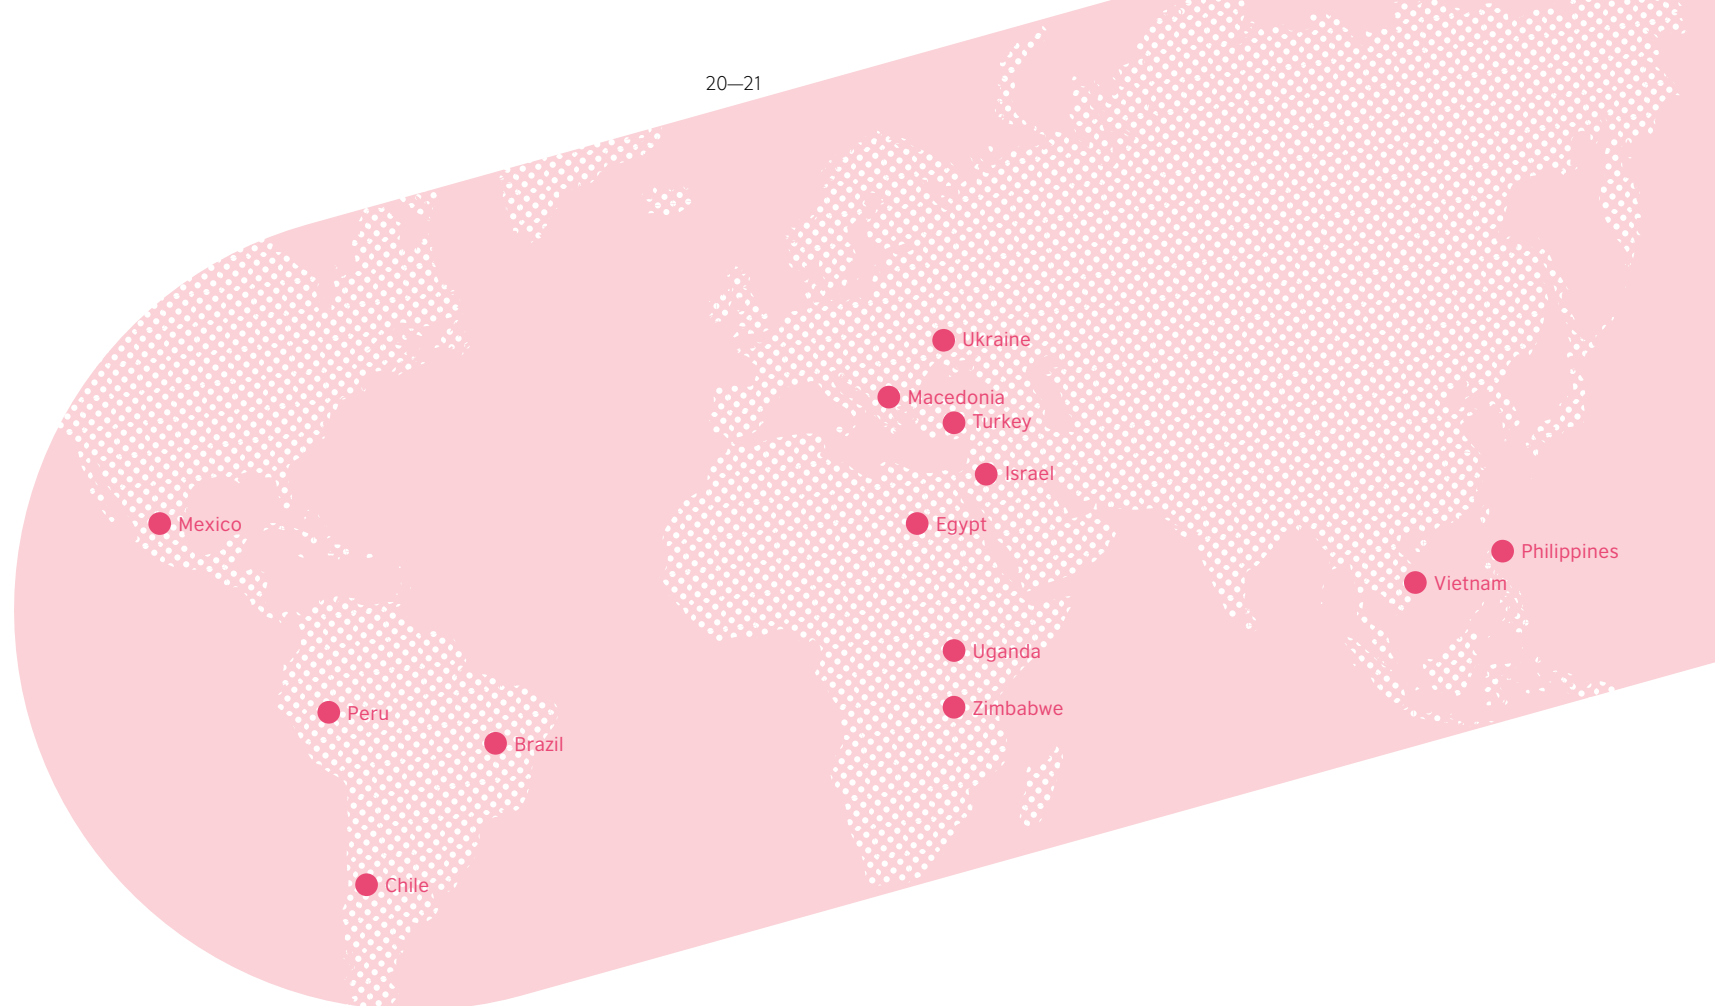 20—21
Ukraine
Macedonia
Turkey
Israel
Mexico
Egypt
Philippines
Vietnam
Uganda
Zimbabwe
Peru
Brazil
Chile